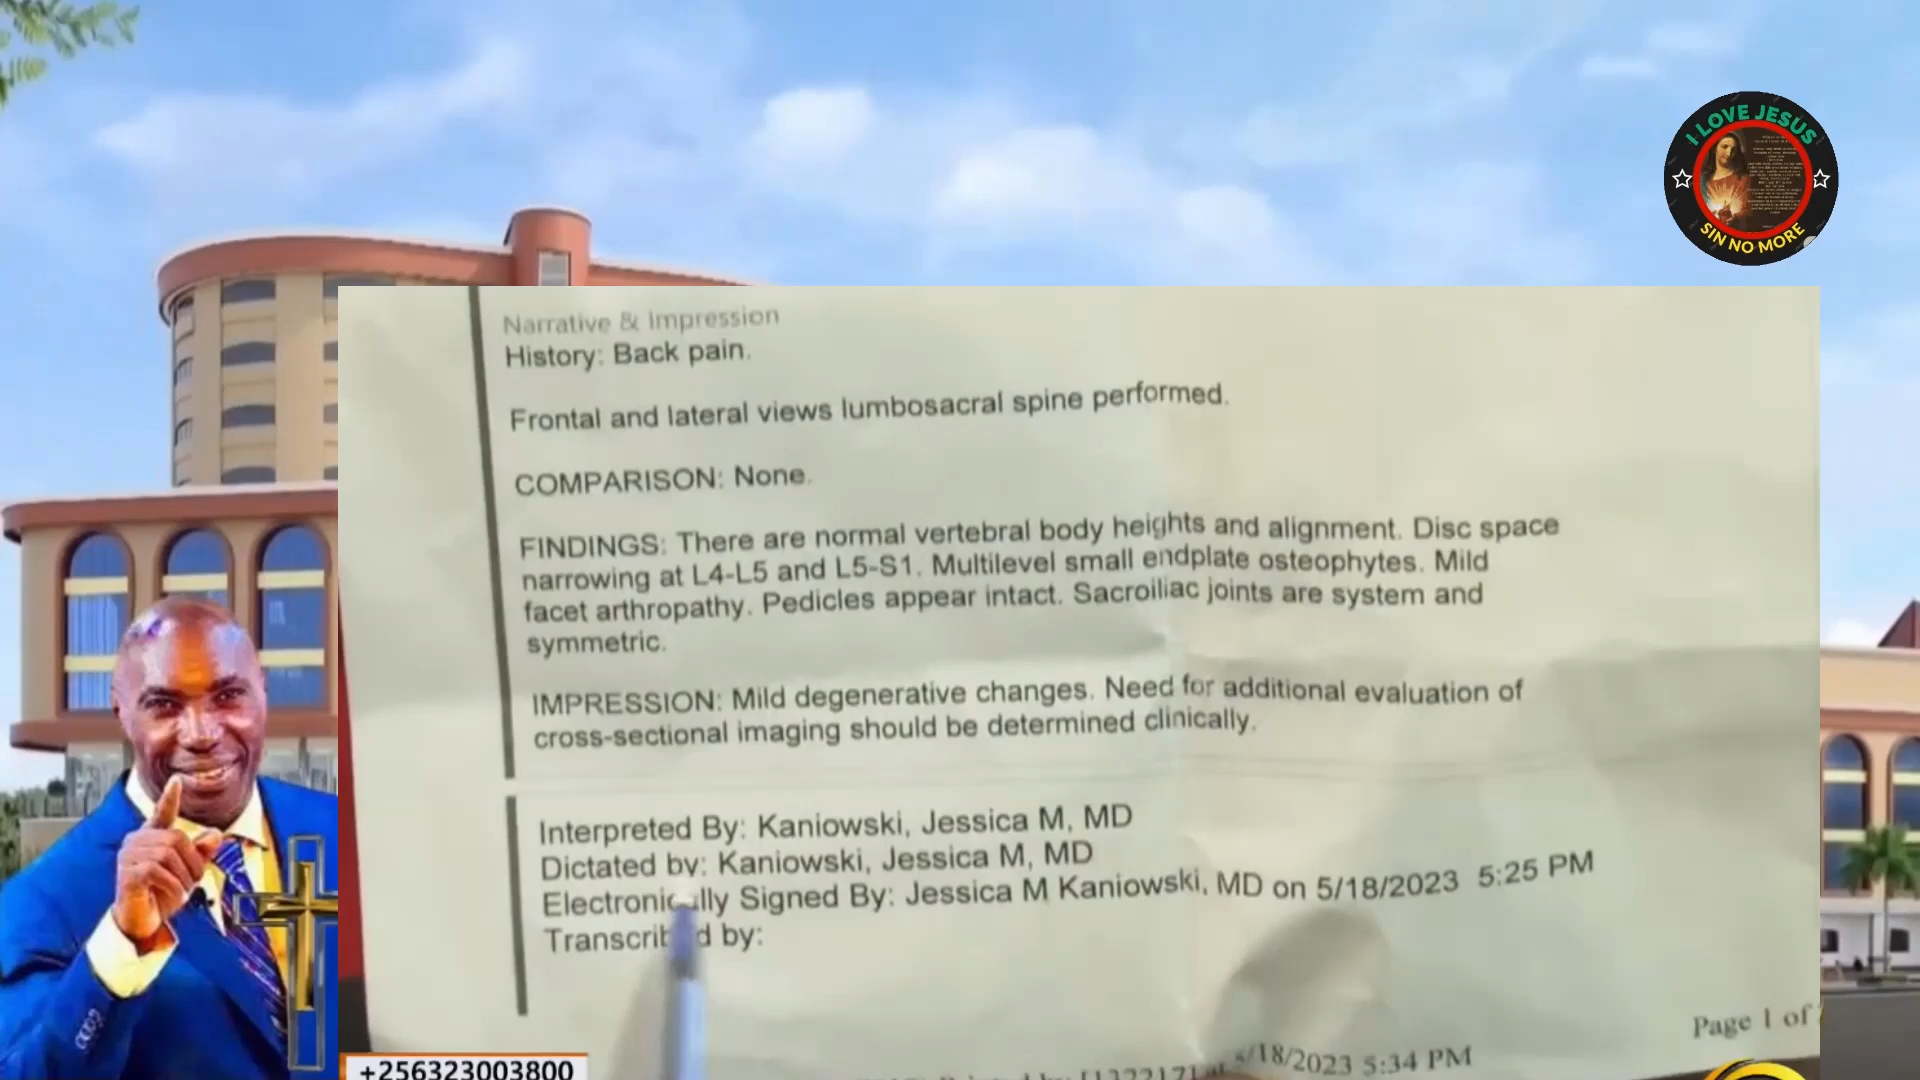 I LOVE JESUS
SIN NO MORE
Narrative & Impression
History: Back pain.
Frontal and lateral views lumbosacral spine performed.
COMPARISON: None.
FINDINGS: There are normal vertebral body heights and alignment. Disc space
narrowing at L4-L5 and L5-S1. Multilevel small endplate osteophytes. Mild
facet arthropathy. Pedicles appear intact. Sacroiliac joints are system and
symmetric.
IMPRESSION: Mild degenerative changes. Need for additional evaluation of
cross-sectional imaging should be determined clinically.
Interpreted By: Kaniowski, Jessica M, MD
Dictated by: Kaniowski, Jessica M, MD
Electronically Signed By: Jessica M Kaniowski, MD on 5/18/2023 5:25 PM
Transcribed by:
Page 1 of
at 5/18/2023 5:34 PM
+256323003800